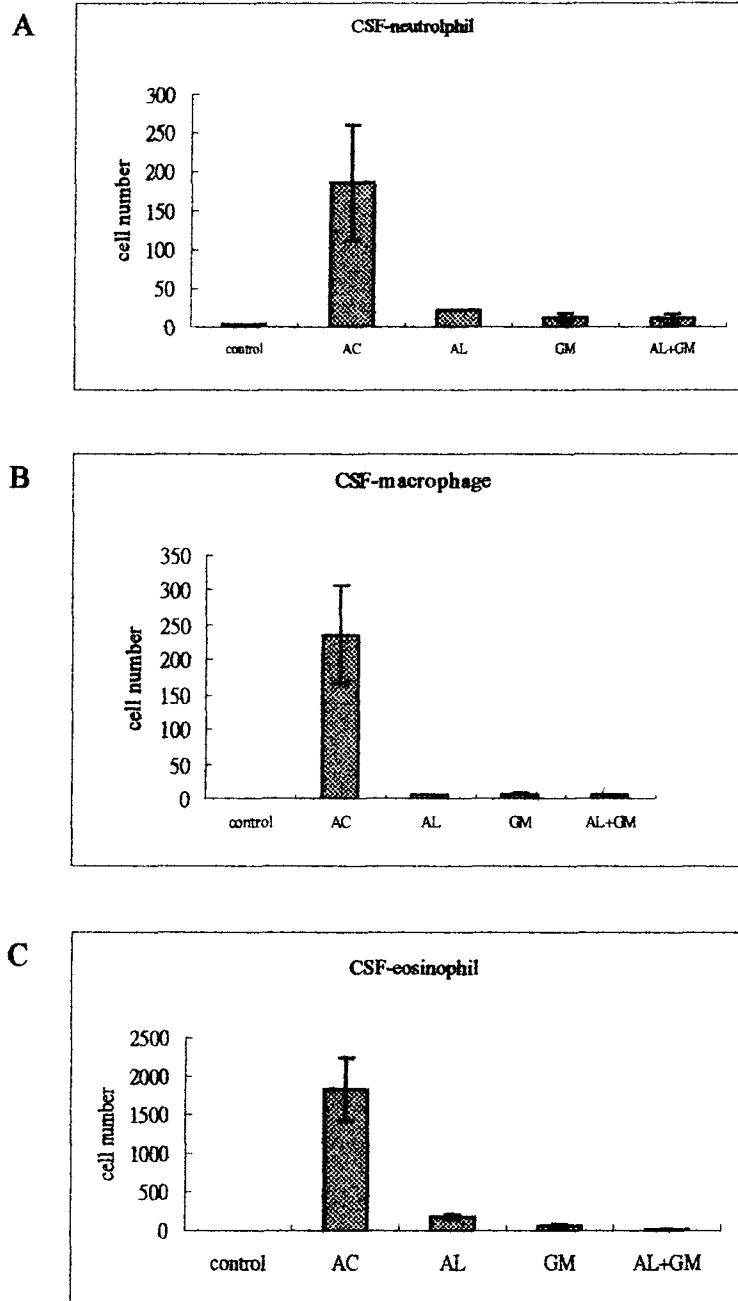 A
CSF-neutrolphil
300
250
200
150
100
50
0
cell number
control AC AL GM AL+GM
B
CSF-macrophage
350
300
250
200
150
100
50
0
cell number
control AC AL GM AL+GM
C
CSF-eosinophil
2500
2000
1500
1000
500
0
cell number
control AC AL GM AL+GM